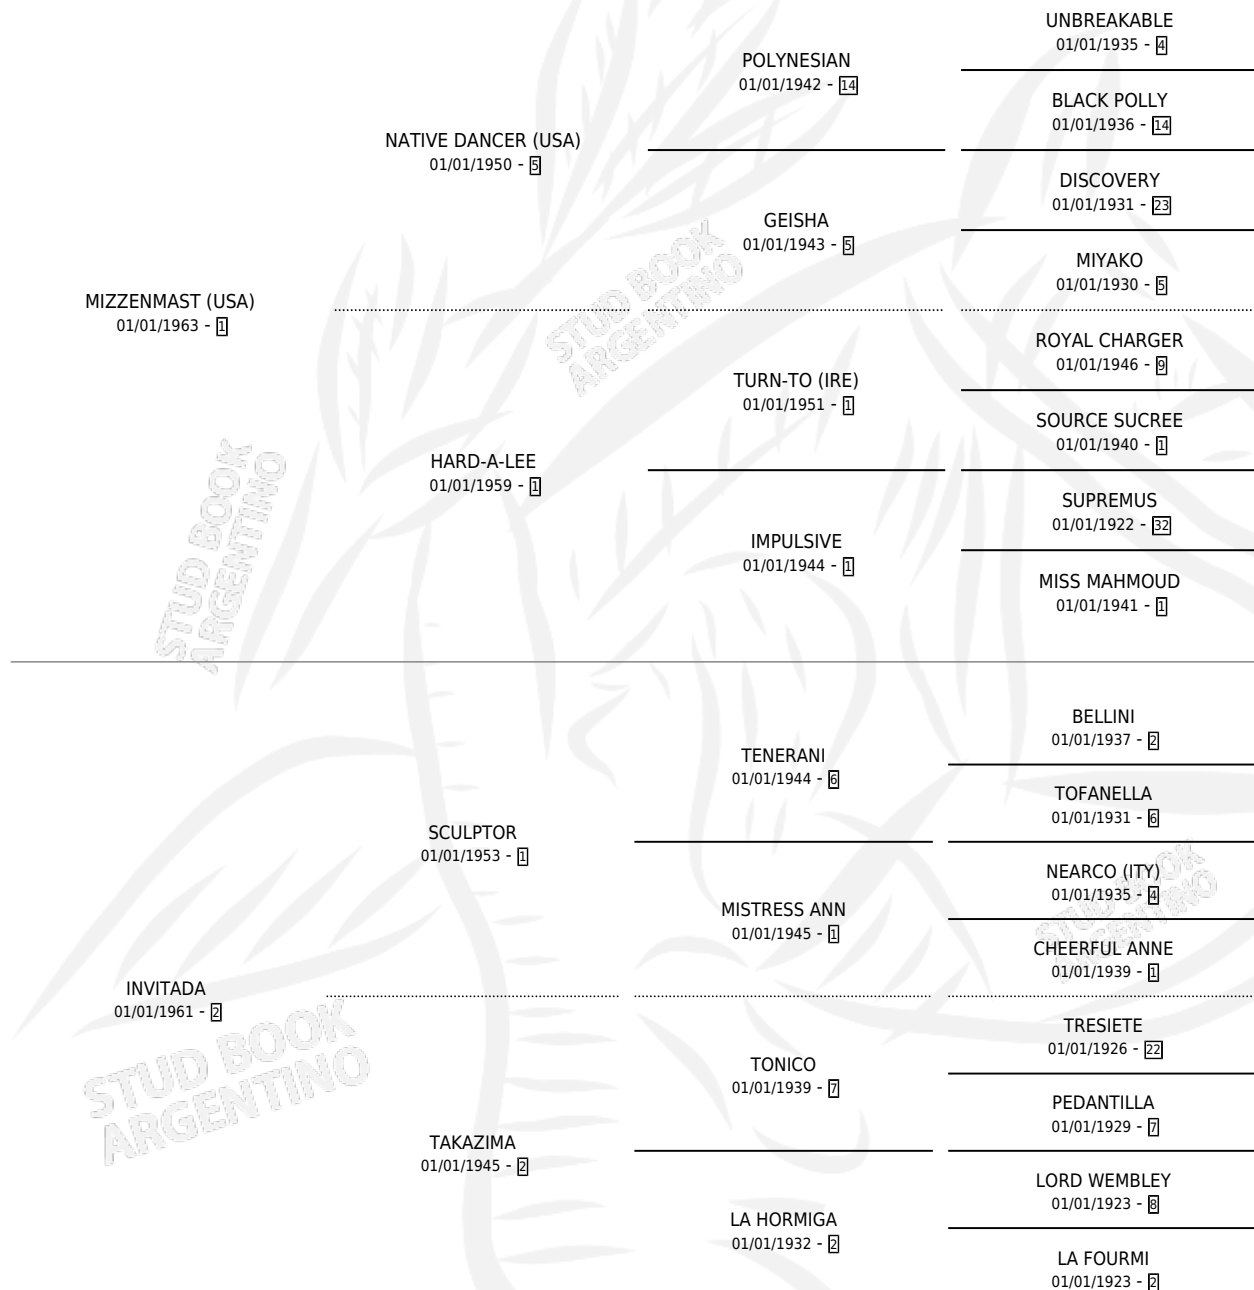 UNBREAKABLE
01/01/1935 - 4
POLYNESIAN
01/01/1942 - 14
BLACK POLLY
01/01/1936 - 14
NATIVE DANCER (USA)
01/01/1950 - 5
DISCOVERY
01/01/1931 - 23
GEISHA
01/01/1943 - 5
MIYAKO
01/01/1930 - 5
MIZZENMAST (USA)
01/01/1963 - 1
ROYAL CHARGER
01/01/1946 - 9
TURN-TO (IRE)
01/01/1951 - 1
SOURCE SUCREE
01/01/1940 - 1
HARD-A-LEE
01/01/1959 - 1
SUPREMUS
01/01/1922 - 32
IMPULSIVE
01/01/1944 - 1
MISS MAHMOUD
01/01/1941 - 1
BELLINI
01/01/1937 - 2
TENERANI
01/01/1944 - 6
TOFANELLA
01/01/1931 - 6
SCULPTOR
01/01/1953 - 1
NEARCO (ITY)
01/01/1935 - 4
MISTRESS ANN
01/01/1945 - 1
CHEERFUL ANNE
01/01/1939 - 1
INVITADA
01/01/1961 - 2
TRESIETE
01/01/1926 - 22
TONICO
01/01/1939 - 7
PEDANTILLA
01/01/1929 - 7
TAKAZIMA
01/01/1945 - 2
LORD WEMBLEY
01/01/1923 - 8
LA HORMIGA
01/01/1932 - 2
LA FOURMI
01/01/1923 - 2
STUD BOOK
ARGENTINO
STUD BOOK
ARGENTINO
STUD BOOK
ARGENTINO
STUD BOOK
ARGENTINO